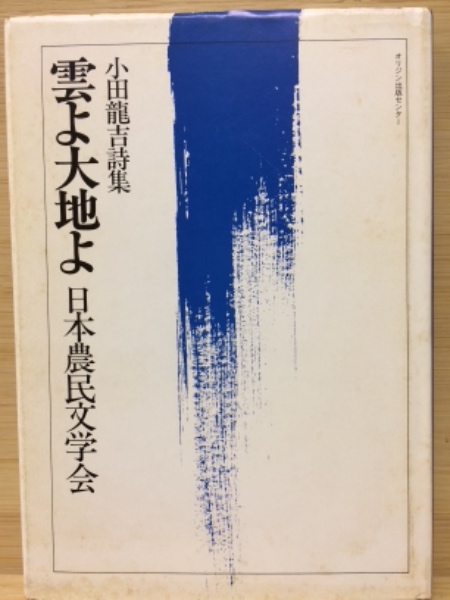 オリジン出版センター
小田龍吉詩集
雲よ大地よ 日本農民文学会